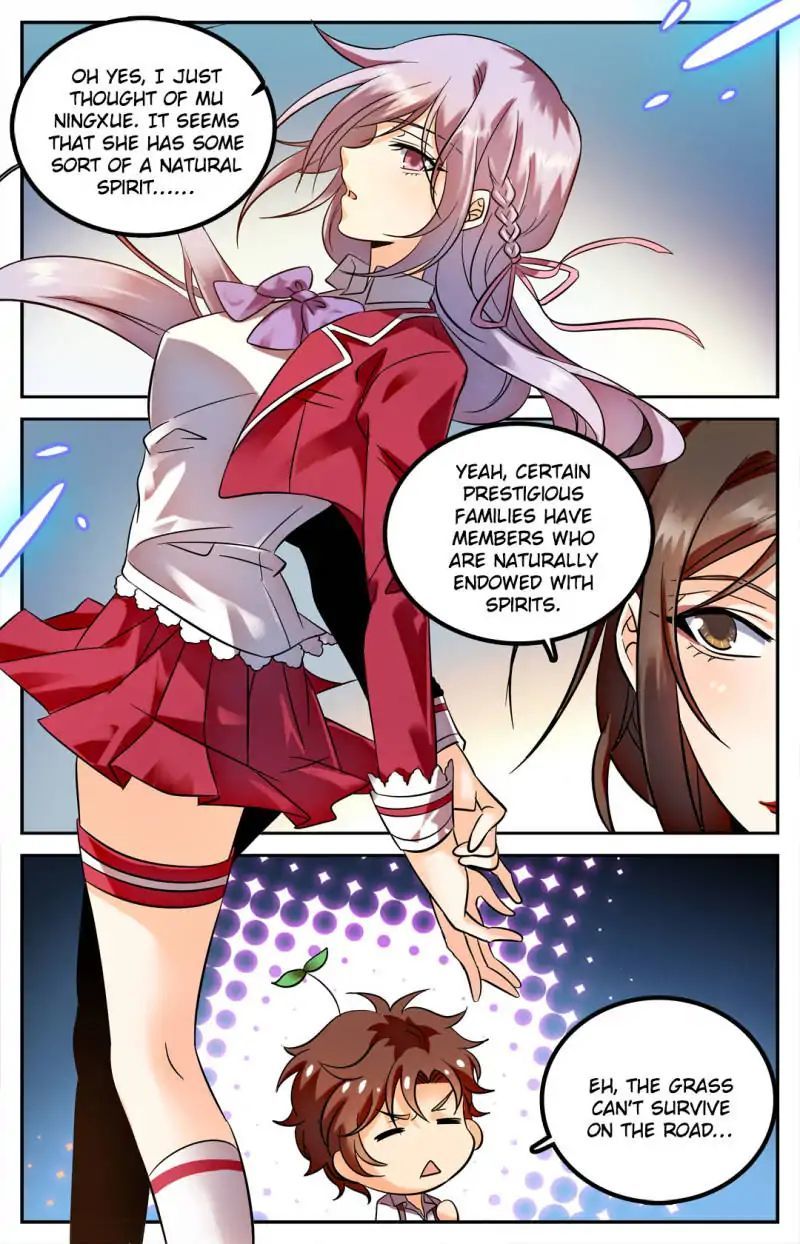 OH YES, I JUST
THOUGHT OF MU
NINGXUE. IT SEEMS
THAT SHE HAS SOME
SORT OF A NATURAL
SPIRIT......
YEAH, CERTAIN
PRESTIGIOUS
FAMILIES HAVE
MEMBERS WHO
ARE NATURALLY
ENDOWED WITH
SPIRITS.
EH, THE GRASS
CAN'T SURVIVE
ON THE ROAD...